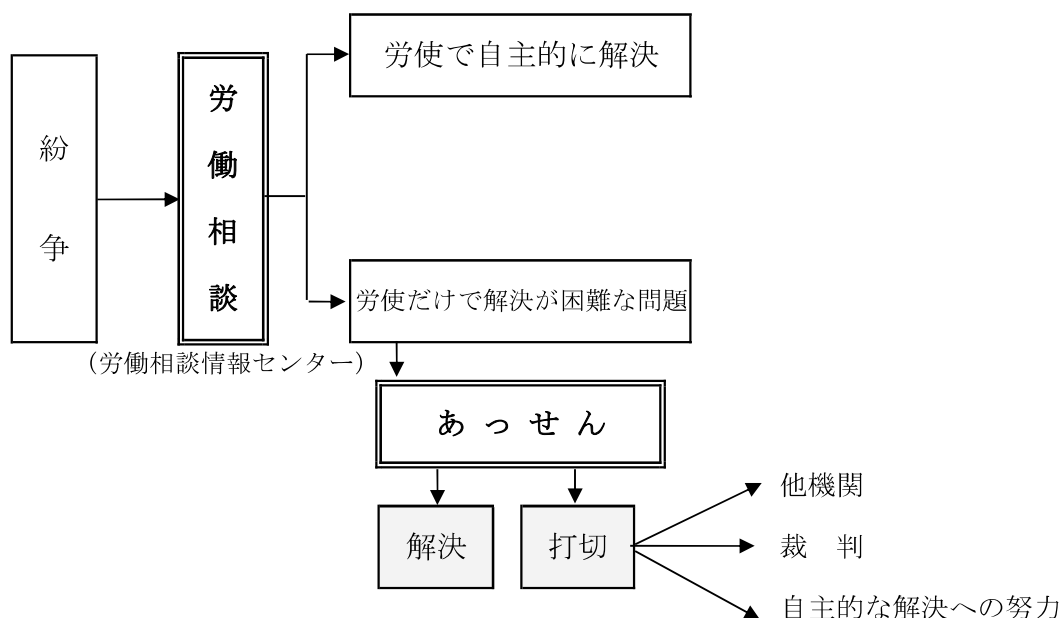 紛争
労働相談
（労働相談情報センター）
労使で自主的に解決
労使だけで解決が困難な問題
あっせん
解決
打切
他機関
裁　判
自主的な解決への努力